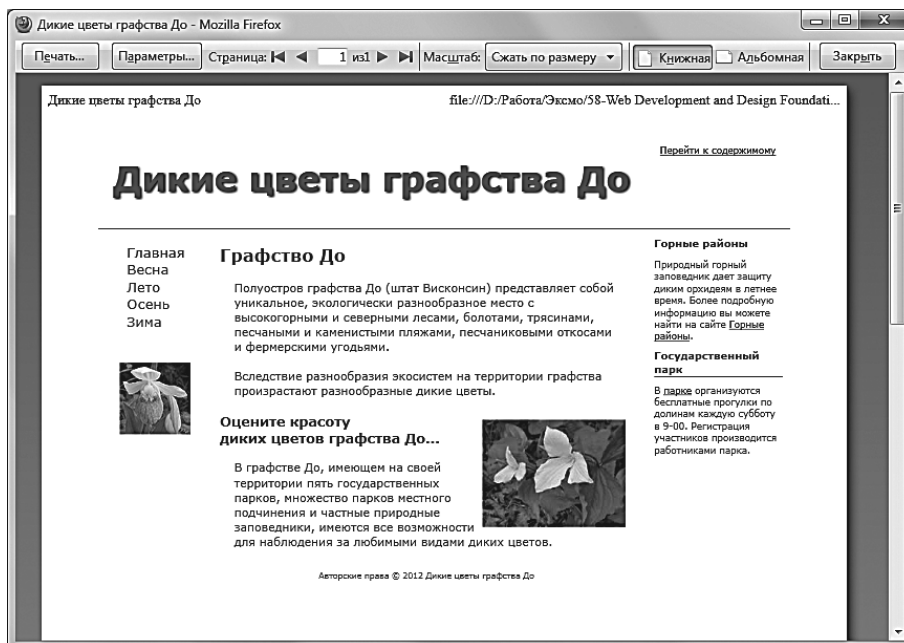 Дикие цветы графства До - Mozilla Firefox
Печать... Параметры... Страница: 1 из1 Масштаб: Сжать по размеру Книжная Альбомная Закрыть
Дикие цветы графства До file:///D:/Работа/Эксмо/58-Web Development and Design Foundati...
Перейти к содержимому
Дикие цветы графства До
Главная
Весна
Лето
Осень
Зима
Графство До
Полуостров графства До (штат Висконсин) представляет собой
уникальное, экологически разнообразное место с
высокогорными и северными лесами, болотами, трясинами,
песчаными и каменистыми пляжами, песчаниковыми откосами
и фермерскими угодьями.
Вследствие разнообразия экосистем на территории графства
произрастают разнообразные дикие цветы.
Оцените красоту
диких цветов графства До...
В графстве До, имеющем на своей
территории пять государственных
парков, множество парков местного
подчинения и частные природные
заповедники, имеются все возможности
для наблюдения за любимыми видами диких цветов.
Горные районы
Природный горный
заповедник дает защиту
диким орхидеям в летнее
время. Более подробную
информацию вы можете
найти на сайте Горные
районы.
Государственный
парк
В парке организуются
бесплатные прогулки по
долинам каждую субботу
в 9-00. Регистрация
участников производится
работниками парка.
Авторские права © 2012 Дикие цветы графства До